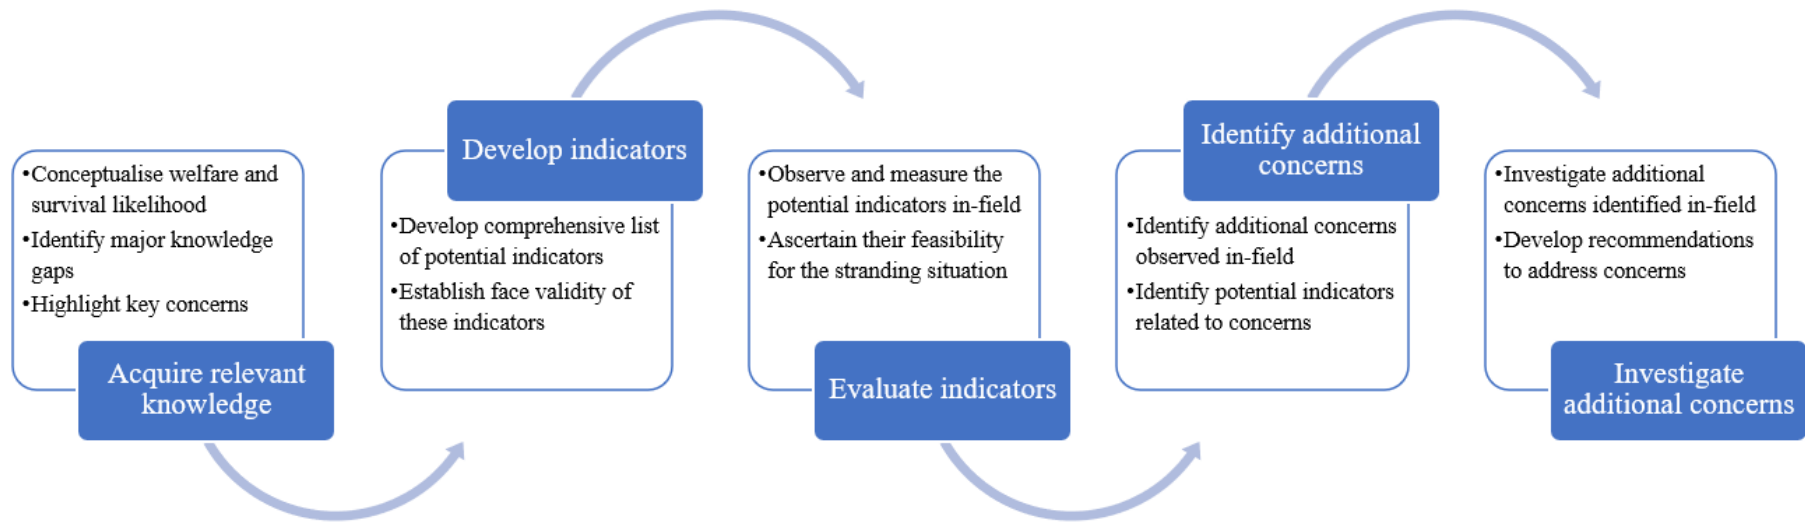 •Conceptualise welfare and
survival likelihood
•Identify major knowledge
gaps
•Highlight key concerns
Acquire relevant
knowledge
Develop indicators
•Develop comprehensive list
of potential indicators
•Establish face validity of
these indicators
•Observe and measure the
potential indicators in-field
•Ascertain their feasibility
for the stranding situation
Evaluate indicators
Identify additional
concerns
•Identify additional concerns
observed in-field
•Identify potential indicators
related to concerns
•Investigate additional
concerns identified in-field
•Develop recommendations
to address concerns
Investigate
additional concerns